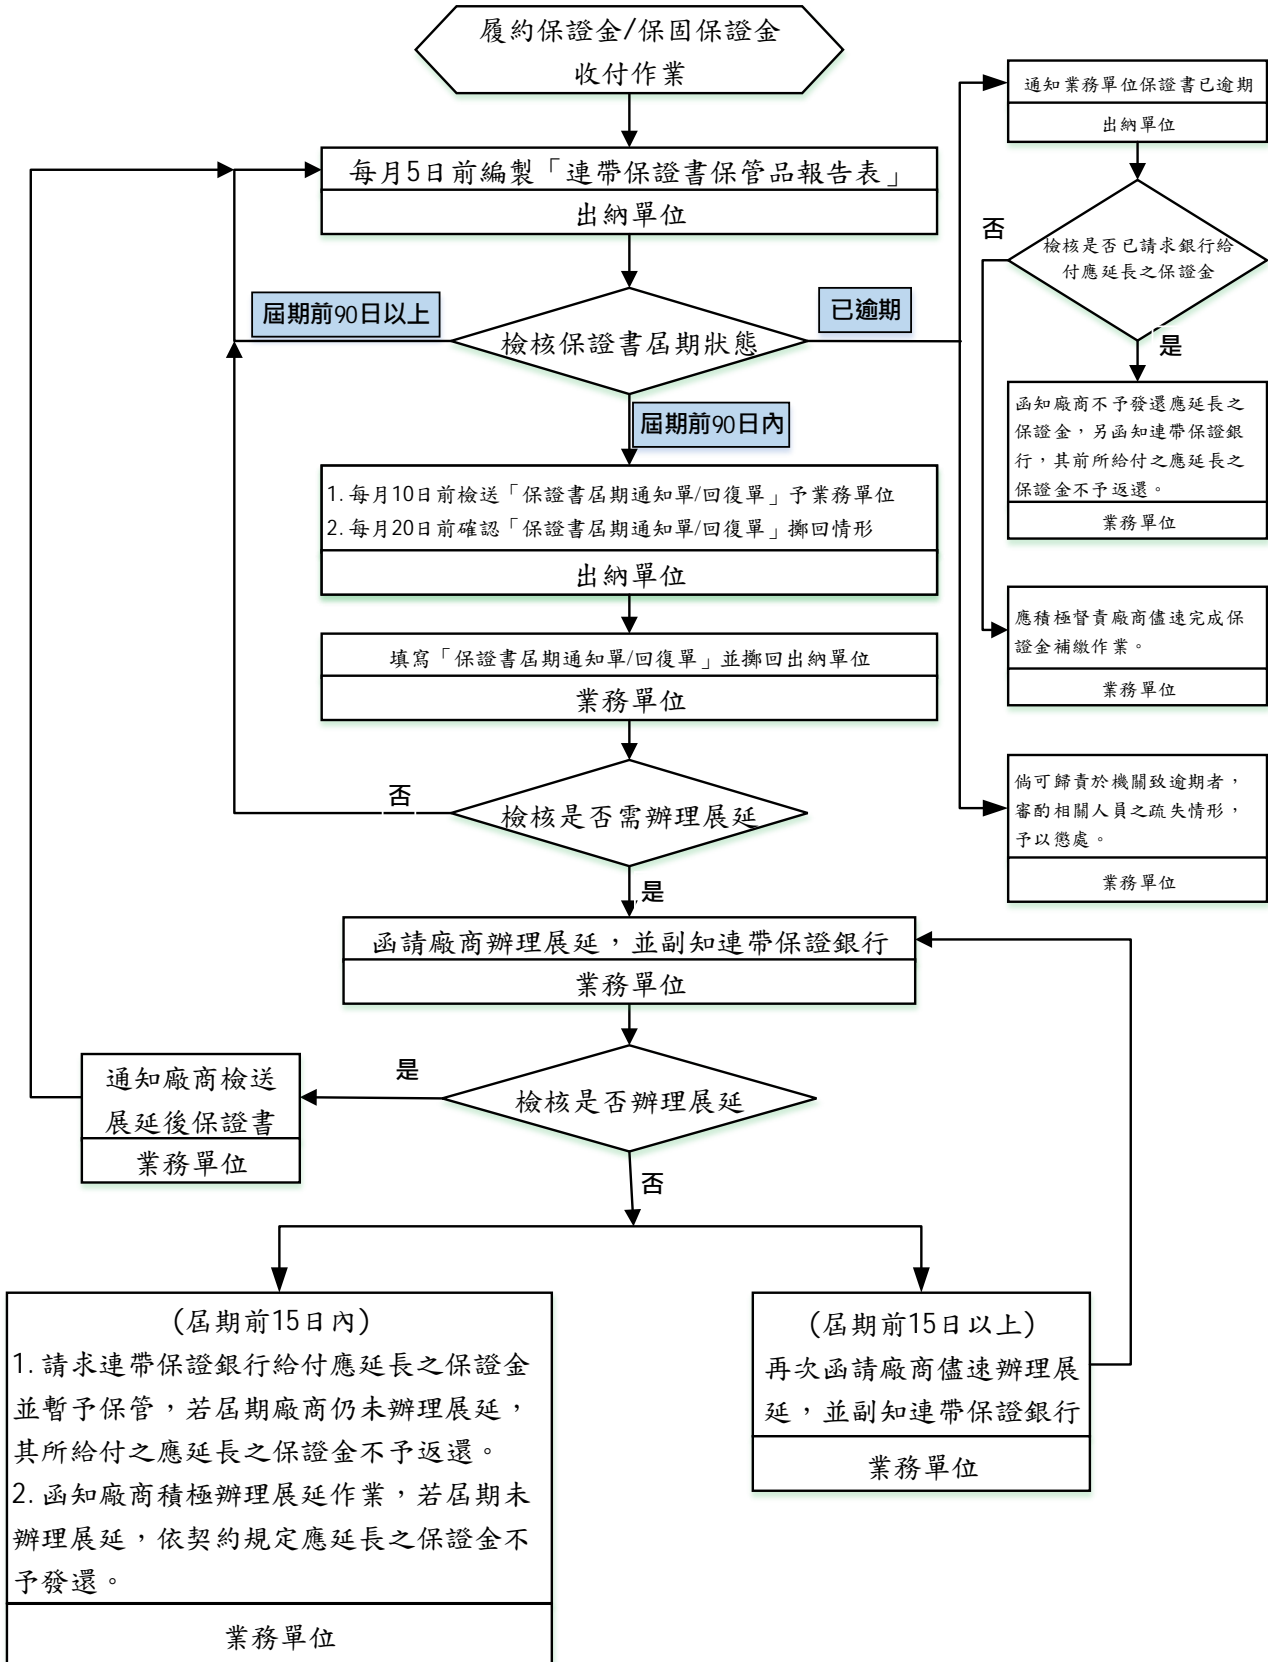 履約保證金/保固保證金
收付作業
每月5日前編製「連帶保證書保管品報告表」
出納單位
屆期前90日以上
已逾期
檢核保證書屆期狀態
屆期前90日內
1.每月10日前檢送「保證書屆期通知單/回復單」予業務單位
2.每月20日前確認「保證書屆期通知單/回復單」擲回情形
出納單位
填寫「保證書屆期通知單/回復單」並擲回出納單位
業務單位
否
檢核是否需辦理展延
是
函請廠商辦理展延，並副知連帶保證銀行
業務單位
是
檢核是否辦理展延
通知廠商檢送
展延後保證書
業務單位
否
(屆期前15日內)
1.請求連帶保證銀行給付應延長之保證金
並暫予保管，若屆期廠商仍未辦理展延，
其所給付之應延長之保證金不予返還。
2.函知廠商積極辦理展延作業，若屆期未
辦理展延，依契約規定應延長之保證金不
予發還。
業務單位
(屆期前15日以上)
再次函請廠商儘速辦理展
延，並副知連帶保證銀行
業務單位
通知業務單位保證書已逾期
出納單位
否
檢核是否已請求銀行給
付應延長之保證金
是
函知廠商不予發還應延長之
保證金，另函知連帶保證銀
行，其前所給付之應延長之
保證金不予返還。
業務單位
應積極督責廠商儘速完成保
證金補繳作業。
業務單位
倘可歸責於機關致逾期者，
審酌相關人員之疏失情形，
予以懲處。
業務單位